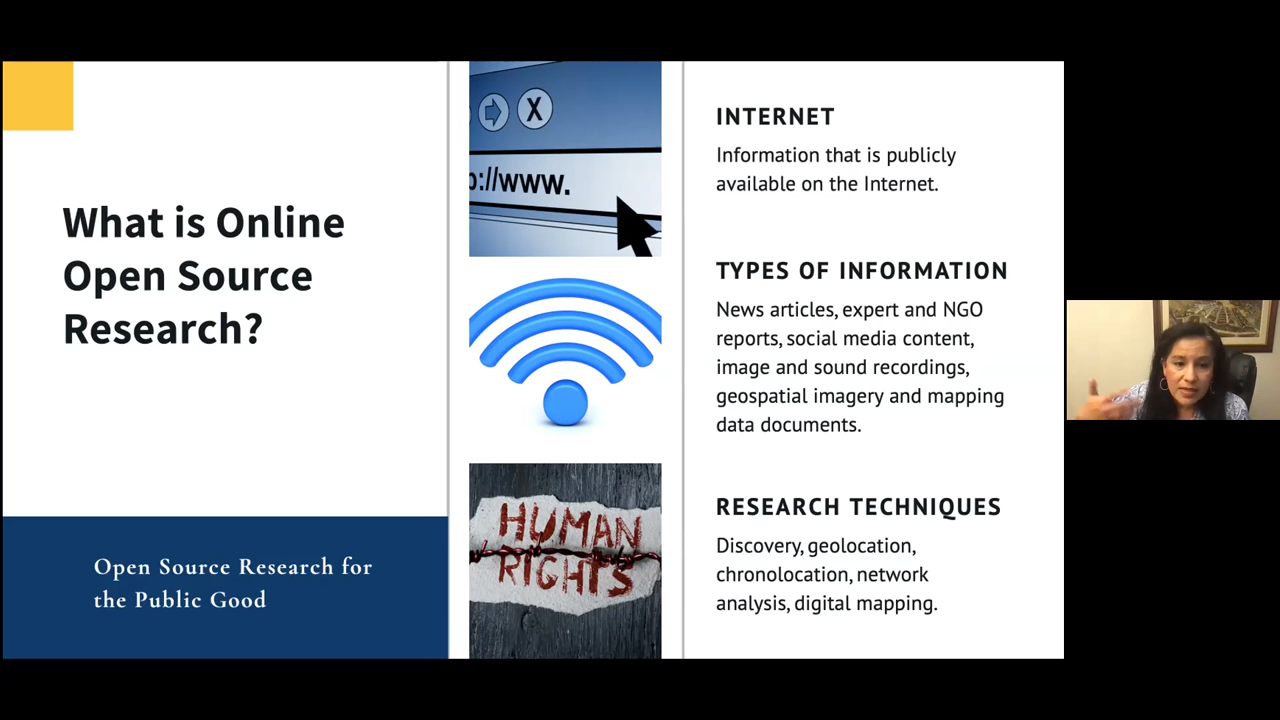 What is Online
Open Source
Research?
Open Source Research for
the Public Good
X
://www.
HUMAN
RIGHTS
INTERNET
Information that is publicly
available on the Internet.
TYPES OF INFORMATION
News articles, expert and NGO
reports, social media content,
image and sound recordings,
geospatial imagery and mapping
data documents.
RESEARCH TECHNIQUES
Discovery, geolocation,
chronolocation, network
analysis, digital mapping.